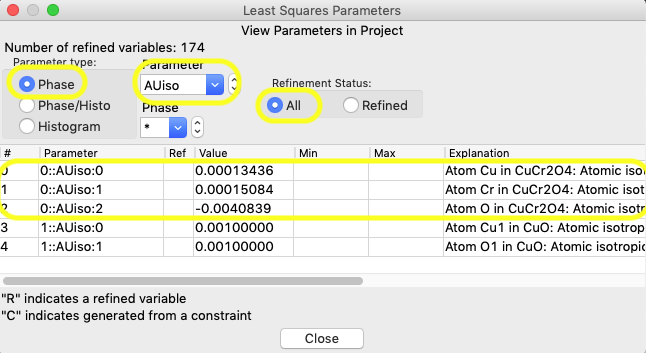 Least Squares Parameters
View Parameters in Project
Number of refined variables: 174
Parameter type:
Phase
Phase/Histo
Histogram
Parameter
AUiso
Phase
*
Refinement Status:
All
Refined
# Parameter Ref Value Min Max Explanation
0 0::AUiso:0 0.00013436 Atom Cu in CuCr2O4: Atomic isot
1 0::AUiso:1 0.00015084 Atom Cr in CuCr2O4: Atomic isot
2 0::AUiso:2 -0.0040839 Atom O in CuCr2O4: Atomic isotr
3 1::AUiso:0 0.00100000 Atom Cu1 in CuO: Atomic isotrop
4 1::AUiso:1 0.00100000 Atom O1 in CuO: Atomic isotropic
"R" indicates a refined variable
"C" indicates generated from a constraint
Close